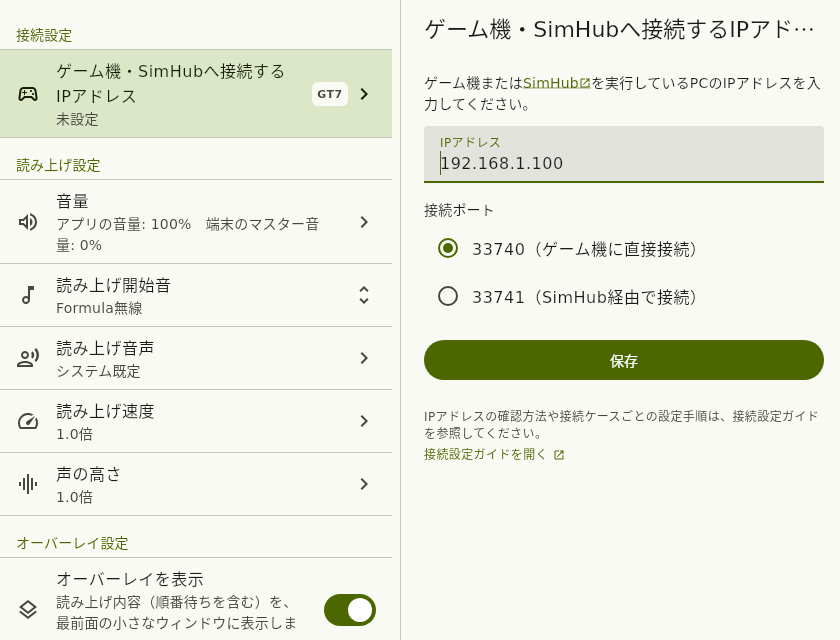 接続設定
ゲーム機・SimHubへ接続する
IPアドレス
未設定
GT7
読み上げ設定
音量
アプリの音量: 100%　端末のマスター音
量: 0%
読み上げ開始音
Formula無線
読み上げ音声
システム既定
読み上げ速度
1.0倍
声の高さ
1.0倍
オーバーレイ設定
オーバーレイを表示
読み上げ内容（順番待ちを含む）を、
最前面の小さなウィンドウに表示しま
ゲーム機・SimHubへ接続するIPアド…
ゲーム機またはSimHubを実行しているPCのIPアドレスを入
力してください。
IPアドレス
192.168.1.100
接続ポート
33740（ゲーム機に直接接続）
33741（SimHub経由で接続）
保存
IPアドレスの確認方法や接続ケースごとの設定手順は、接続設定ガイド
を参照してください。
接続設定ガイドを開く